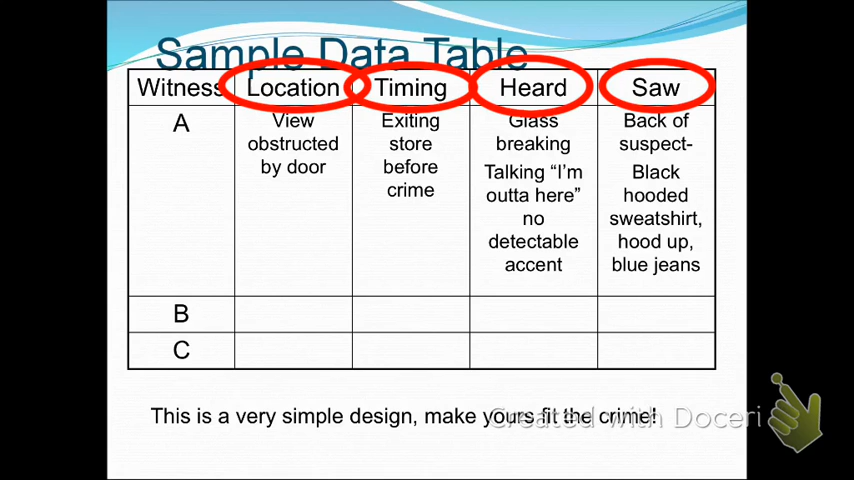 Sample Data Table
Witness Location Timing Heard Saw
A
View
obstructed
by door
Exiting
store
before
crime
Glass
breaking
Talking “I’m
outta here”
no
detectable
accent
Back of
suspect-
Black
hooded
sweatshirt,
hood up,
blue jeans
B
C
This is a very simple design, make yours fit the crime!
Created with Doceri